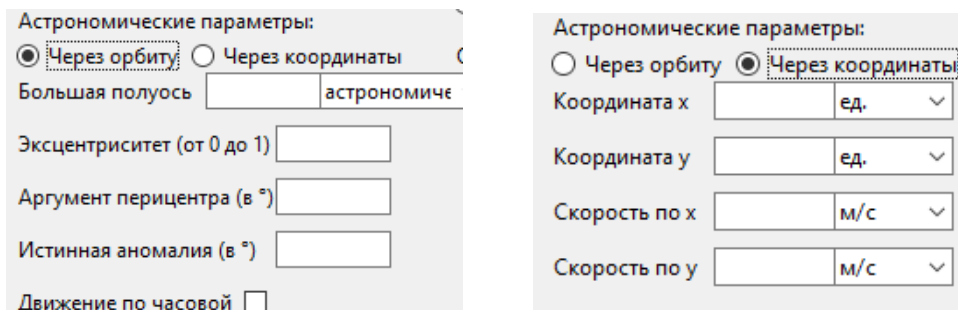 Астрономические параметры:
Через орбиту Через координаты
Большая полуось астрономиче
Эксцентриситет (от 0 до 1)
Аргумент перицентра (в °)
Истинная аномалия (в °)
Движение по часовой
Астрономические параметры:
Через орбиту Через координаты
Координата x ед.
Координата y ед.
Скорость по x м/с
Скорость по y м/с